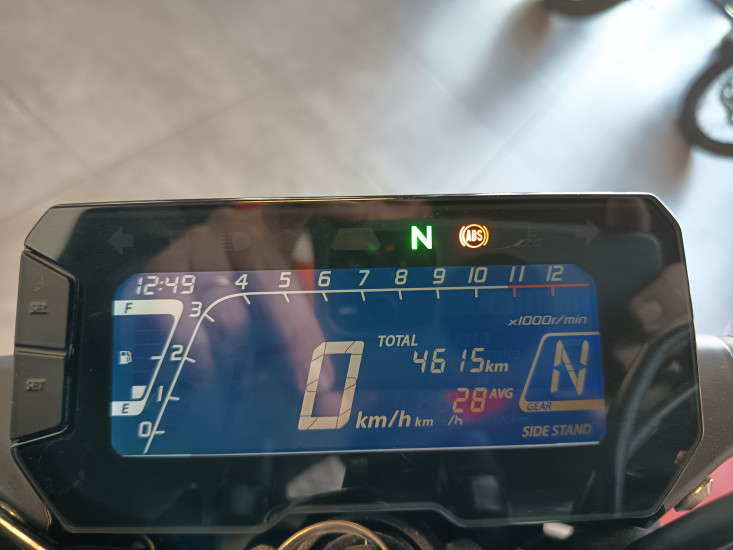 N ABS
12:49
4 5 6 7 8 9 10 11 12
F 3
x1000r/min
TOTAL
4615km
2
N
28 AVG
km/h
E 1
GEAR
0 km/h
0
SIDE STAND
SEL
SET